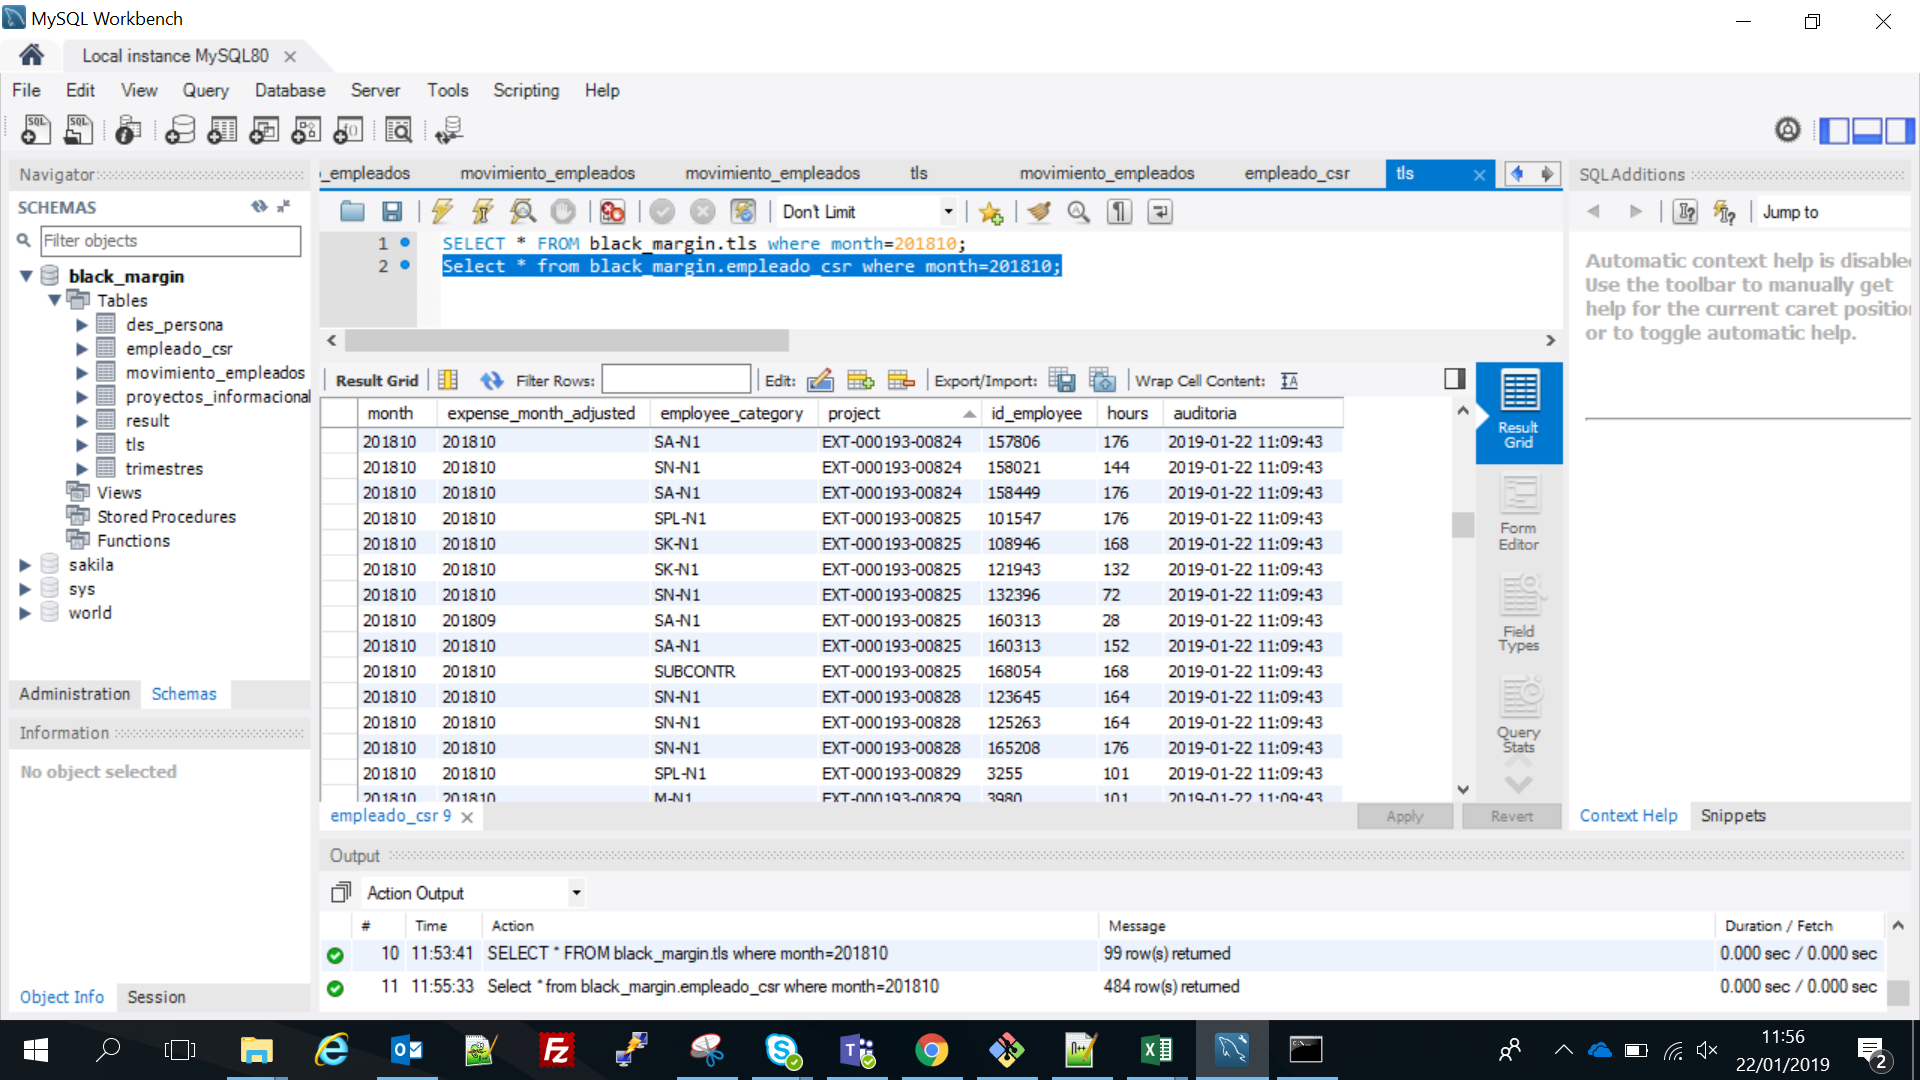 MySQL Workbench
Local instance MySQL80
File Edit View Query Database Server Tools Scripting Help
Navigator
SCHEMAS
Filter objects
black_margin
Tables
des_persona
empleado_csr
movimiento_empleados
proyectos_informacional
result
tls
trimestres
Views
Stored Procedures
Functions
sakila
sys
world
Administration Schemas
Information
No object selected
Object Info Session
_empleados movimiento_empleados movimiento_empleados tls movimiento_empleados empleado_csr tls
Don't Limit
1 SELECT * FROM black_margin.tls where month=201810;
2 Select * from black_margin.empleado_csr where month=201810;
Result Grid Filter Rows: Edit: Export/Import: Wrap Cell Content:
month expense_month_adjusted employee_category project id_employee hours auditoria
201810 201810 SA-N1 EXT-000193-00824 157806 176 2019-01-22 11:09:43
201810 201810 SN-N1 EXT-000193-00824 158021 144 2019-01-22 11:09:43
201810 201810 SA-N1 EXT-000193-00824 158449 176 2019-01-22 11:09:43
201810 201810 SPL-N1 EXT-000193-00825 101547 176 2019-01-22 11:09:43
201810 201810 SK-N1 EXT-000193-00825 108946 168 2019-01-22 11:09:43
201810 201810 SK-N1 EXT-000193-00825 121943 132 2019-01-22 11:09:43
201810 201810 SN-N1 EXT-000193-00825 132396 72 2019-01-22 11:09:43
201810 201809 SA-N1 EXT-000193-00825 160313 28 2019-01-22 11:09:43
201810 201810 SA-N1 EXT-000193-00825 160313 152 2019-01-22 11:09:43
201810 201810 SUBCONTR EXT-000193-00825 168054 168 2019-01-22 11:09:43
201810 201810 SN-N1 EXT-000193-00828 123645 164 2019-01-22 11:09:43
201810 201810 SN-N1 EXT-000193-00828 125263 164 2019-01-22 11:09:43
201810 201810 SN-N1 EXT-000193-00828 165208 176 2019-01-22 11:09:43
201810 201810 SPL-N1 EXT-000193-00829 3255 101 2019-01-22 11:09:43
201810 201810 M-N1 EXT-000193-00829 3980 101 2019-01-22 11:09:43
Result
Grid
Form
Editor
Field
Types
Query
Stats
empleado_csr 9
Apply Revert
SQLAdditions
Jump to
Automatic context help is disable
Use the toolbar to manually get
help for the current caret position
or to toggle automatic help.
Context Help Snippets
Output
Action Output
# Time Action Message Duration / Fetch
10 11:53:41 SELECT * FROM black_margin.tls where month=201810 99 row(s) returned 0.000 sec / 0.000 sec
11 11:55:33 Select * from black_margin.empleado_csr where month=201810 484 row(s) returned 0.000 sec / 0.000 sec
11:56
22/01/2019
2